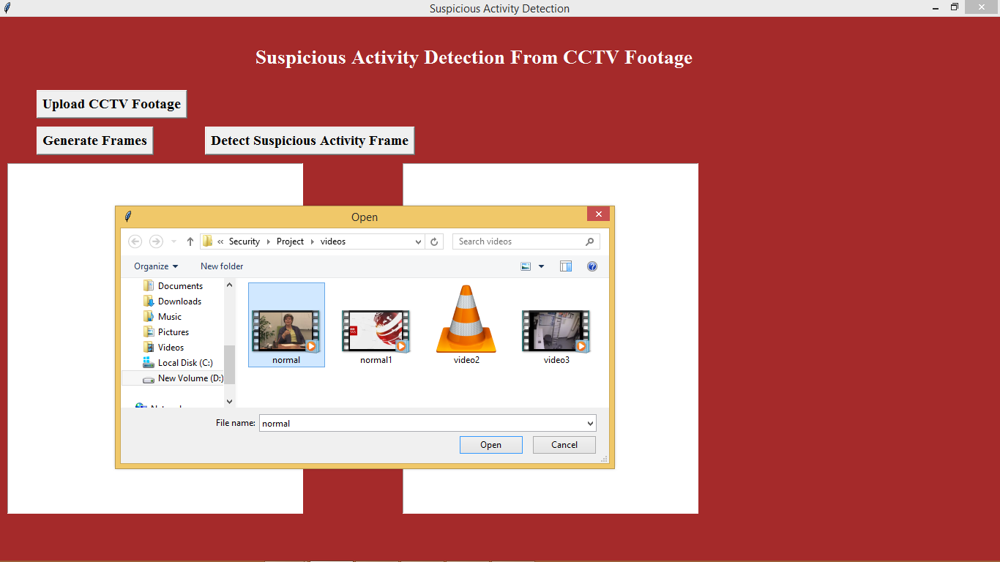 Suspicious Activity Detection
Suspicious Activity Detection From CCTV Footage
Upload CCTV Footage
Generate Frames
Detect Suspicious Activity Frame
Open
« Security Project videos
Search videos
Organize
New folder
Documents
Downloads
Music
Pictures
Videos
Local Disk (C:)
New Volume (D:)
normal
normal1
video2
video3
File name:
normal
Open
Cancel